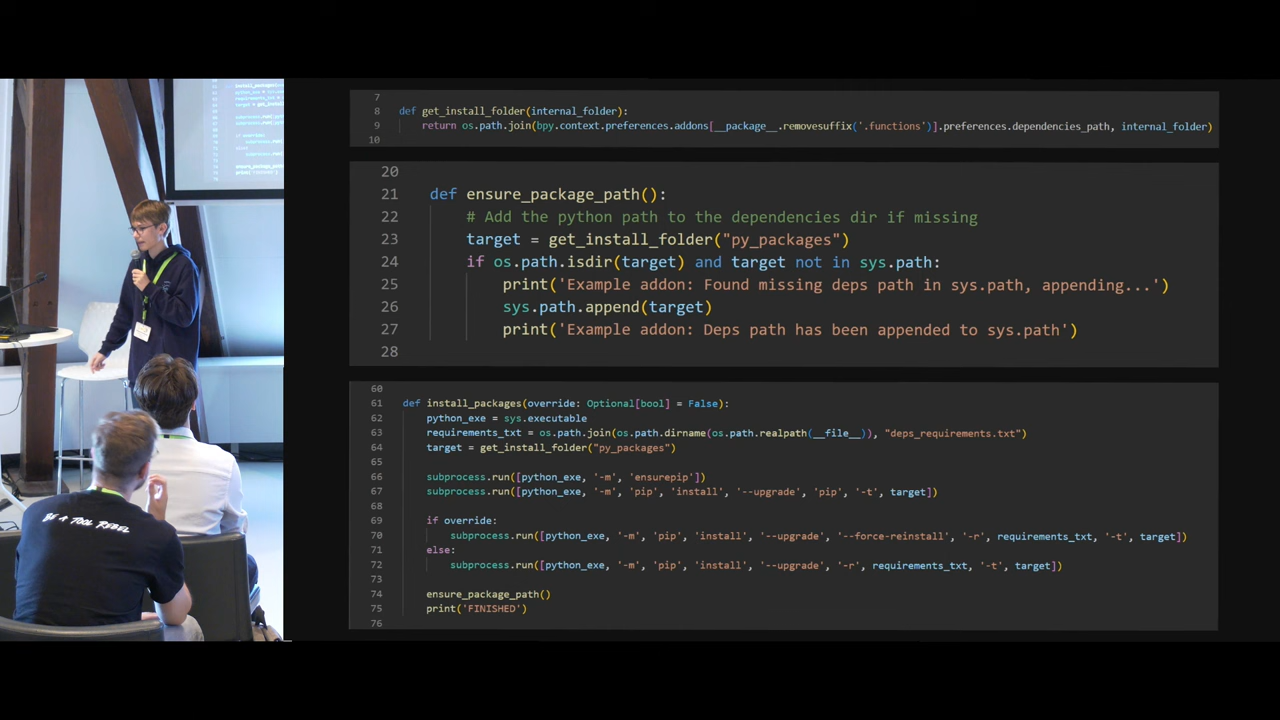 7
8 def get_install_folder(internal_folder):
9 return os.path.join(bpy.context.preferences.addons[__package__.removesuffix('.functions')].preferences.dependencies_path, internal_folder)
10
20
21 def ensure_package_path():
22 # Add the python path to the dependencies dir if missing
23 target = get_install_folder("py_packages")
24 if os.path.isdir(target) and target not in sys.path:
25 print('Example addon: Found missing deps path in sys.path, appending...')
26 sys.path.append(target)
27 print('Example addon: Deps path has been appended to sys.path')
28
60
61 def install_packages(override: Optional[bool] = False):
62 python_exe = sys.executable
63 requirements_txt = os.path.join(os.path.dirname(os.path.realpath(__file__)), "deps_requirements.txt")
64 target = get_install_folder("py_packages")
65
66 subprocess.run([python_exe, '-m', 'ensurepip'])
67 subprocess.run([python_exe, '-m', 'pip', 'install', '--upgrade', 'pip', '-t', target])
68
69 if override:
70 subprocess.run([python_exe, '-m', 'pip', 'install', '--upgrade', '--force-reinstall', '-r', requirements_txt, '-t', target])
71 else:
72 subprocess.run([python_exe, '-m', 'pip', 'install', '--upgrade', '-r', requirements_txt, '-t', target])
73
74 ensure_package_path()
75 print('FINISHED')
76
BE A TOOL REBEL